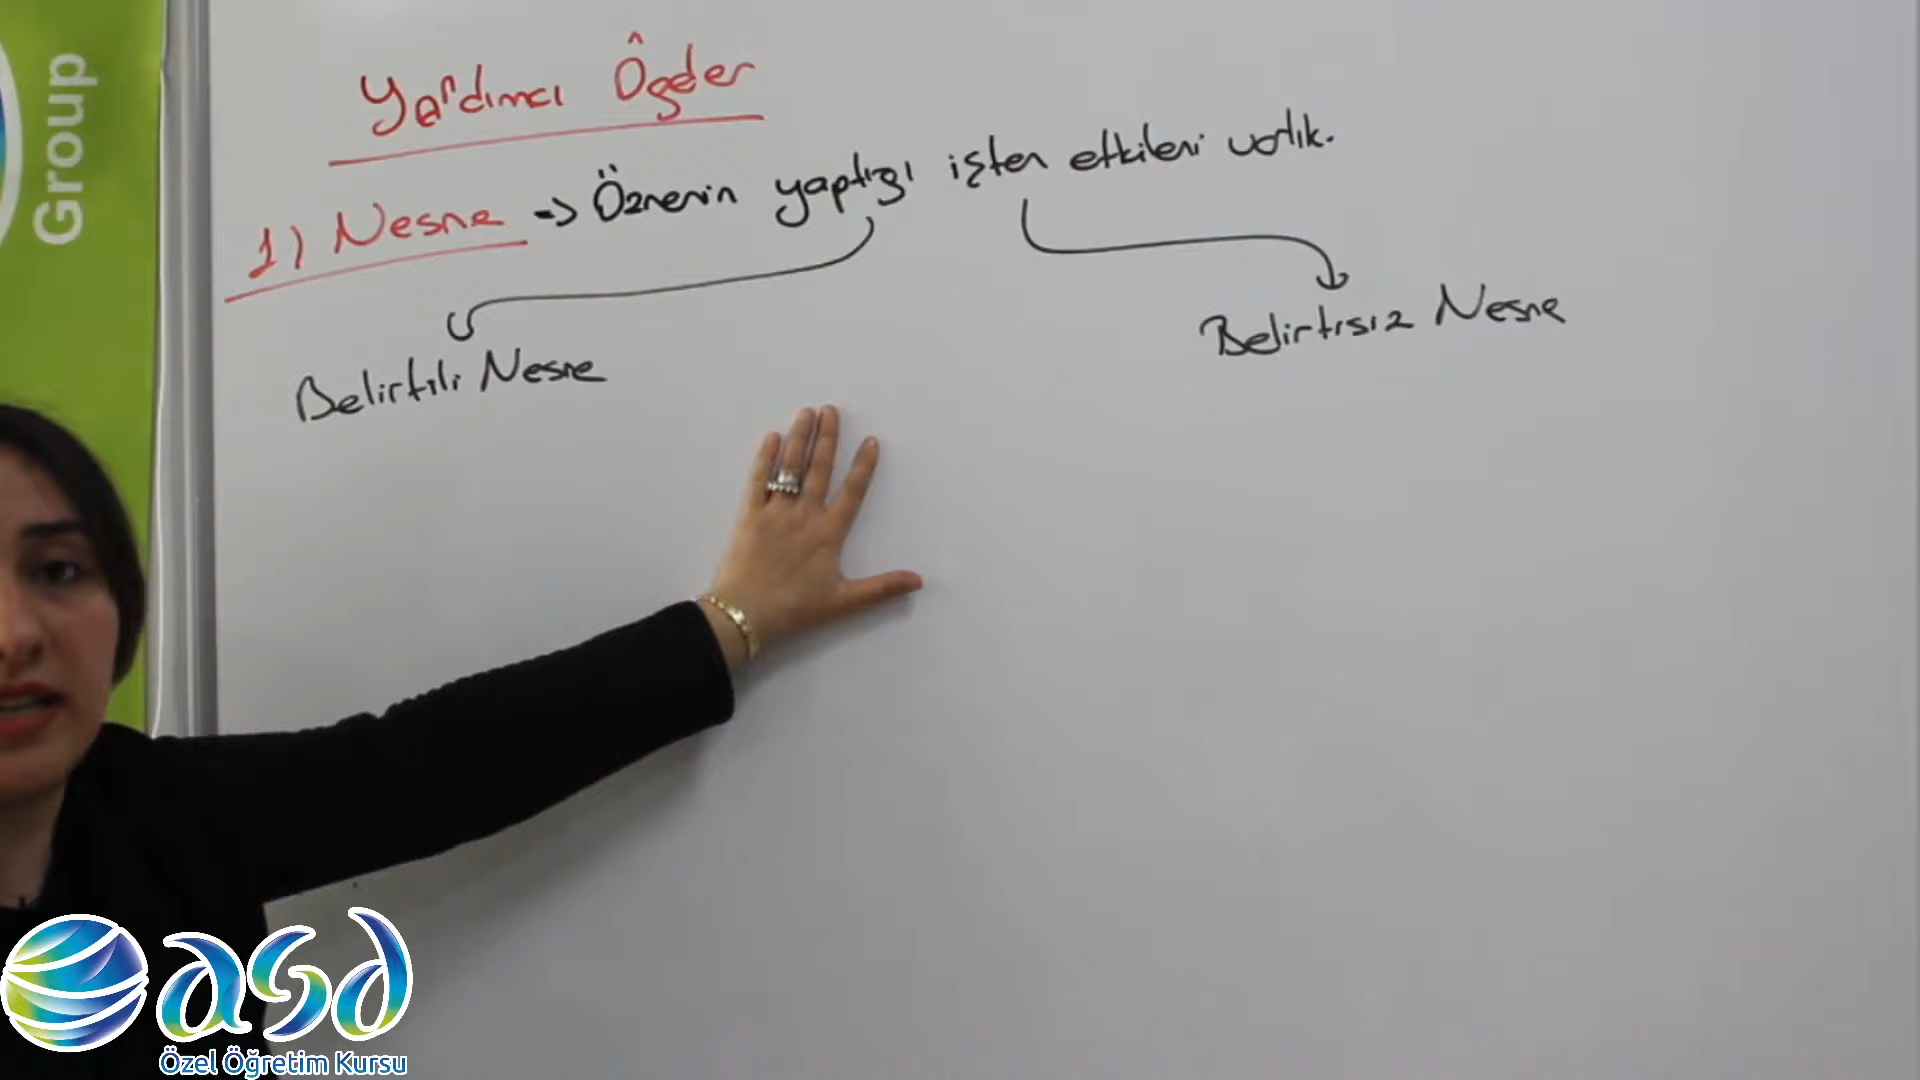 Group
Yardımcı Ögeler
1) Nesne => Öznenin yaptığı işten etkilenen varlık.
Belirtili Nesne
Belirtisiz Nesne
asd
Özel Öğretim Kursu